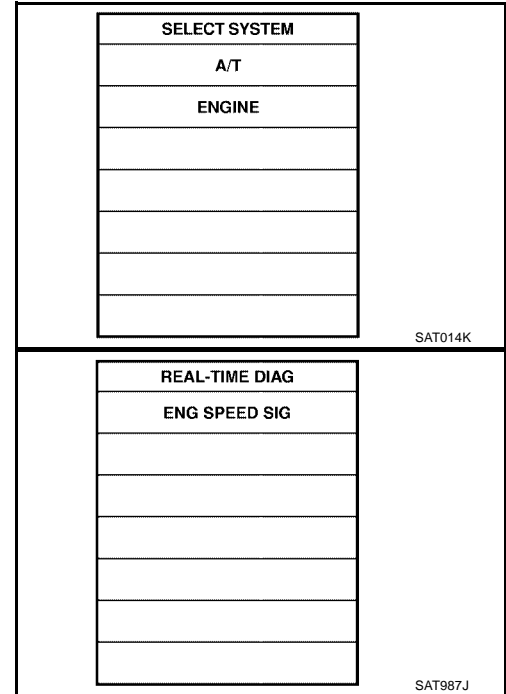 SELECT SYSTEM
A/T
ENGINE
SAT014K
REAL-TIME DIAG
ENG SPEED SIG
SAT987J